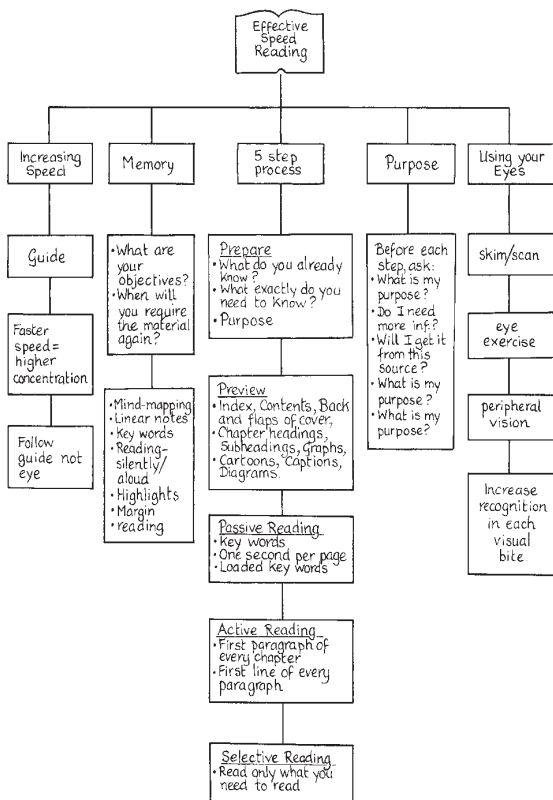 Effective
Speed
Reading
Increasing
Speed
Guide
Faster
speed=
higher
concentration
Follow
guide not
eye
Memory
•What are
your
objectives?
•When will
you require
the material
again?
•Mind-mapping
•Linear notes
•Key words
•Reading-
silently/
aloud
•Highlights
•Margin
•reading
5 step
process
Prepare
•What do you already
know?
•What exactly do you
need to know?
•Purpose
Preview
•Index, Contents, Back
and flaps of cover,
•Chapter headings,
Subheadings, Graphs,
•Cartoons, Captions,
Diagrams.
Passive Reading
•Key words
•One second per page
•Loaded key words
Active Reading
•First paragraph of
every chapter
•First line of every
paragraph
Selective Reading
•Read only what you
need to read
Purpose
Before each
step, ask:
•What is my
purpose?
•Do I need
more inf.?
•Will I get it
from this
source?
•What is my
purpose?
•What is my
purpose?
Using your
Eyes
skim/scan
eye
exercise
peripheral
vision
Increase
recognition
in each
visual
bite